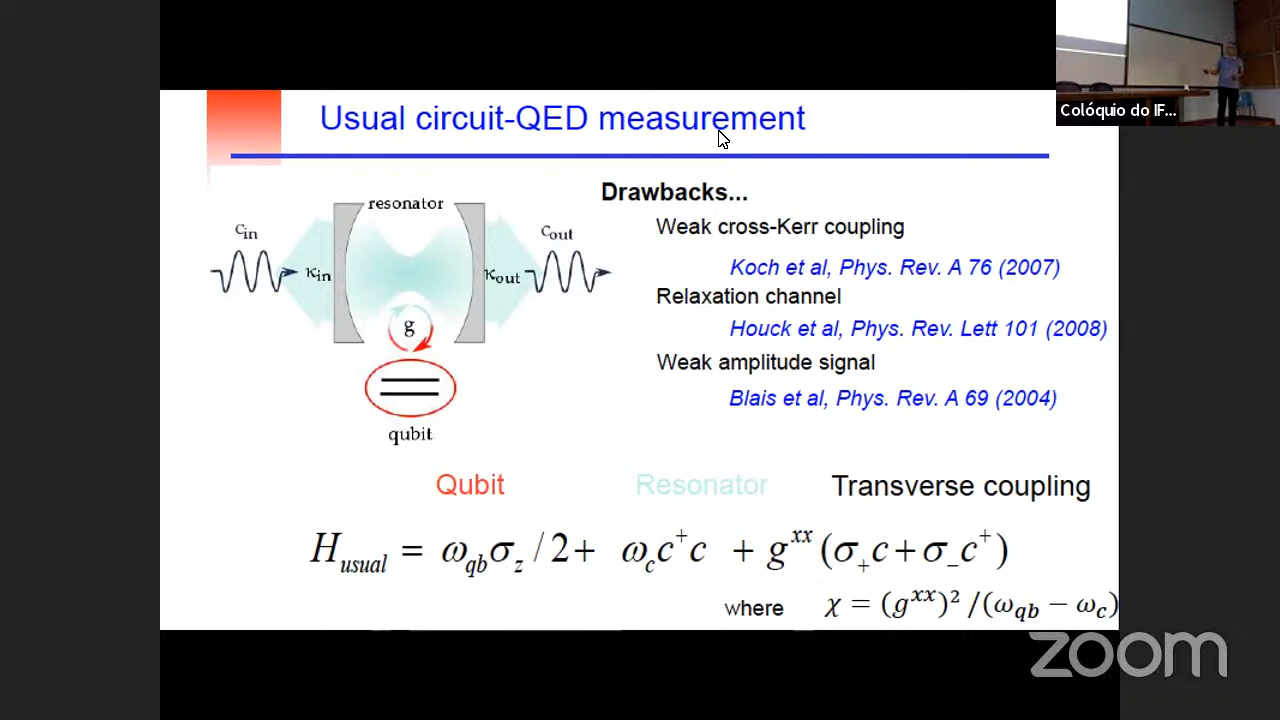 Colóquio do IF...
Usual circuit-QED measurement
resonator
c_in
c_out
κ_in
κ_out
g
qubit
Drawbacks...
Weak cross-Kerr coupling
Koch et al, Phys. Rev. A 76 (2007)
Relaxation channel
Houck et al, Phys. Rev. Lett 101 (2008)
Weak amplitude signal
Blais et al, Phys. Rev. A 69 (2004)
Qubit Resonator Transverse coupling
H_usual = ω_qb σ_z / 2 + ω_c c⁺c + g^xx (σ₊c + σ₋c⁺)
where χ = (g^xx)² / (ω_qb − ω_c)
zoom